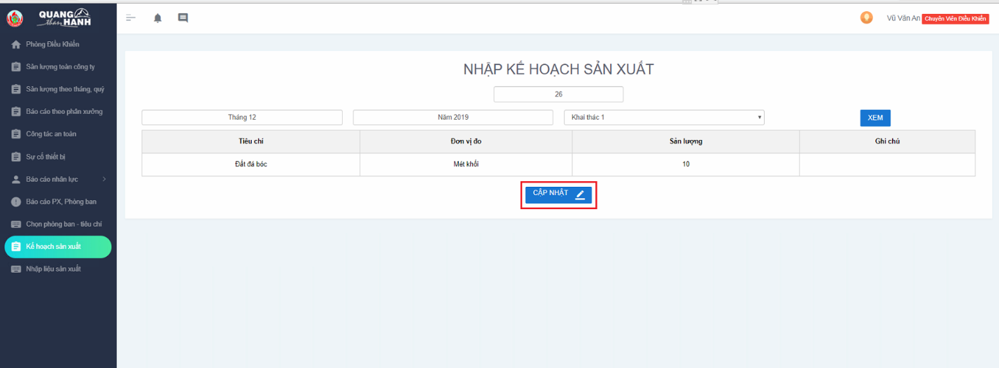 QUANG
than HANH
Vũ Văn An Chuyên Viên Điều Khiển
Phòng Điều Khiển
Sản lượng toàn công ty
Sản lượng theo tháng, quý
Báo cáo theo phân xưởng
Công tác an toàn
Sự cố thiết bị
Báo cáo nhân lực
Báo cáo PX, Phòng ban
Chọn phòng ban - tiêu chí
Kế hoạch sản xuất
Nhập liệu sản xuất
NHẬP KẾ HOẠCH SẢN XUẤT
26
Tháng 12 Năm 2019 Khai thác 1 XEM
Tiêu chí Đơn vị đo Sản lượng Ghi chú
Đất đá bóc Mét khối 10
CẬP NHẬT